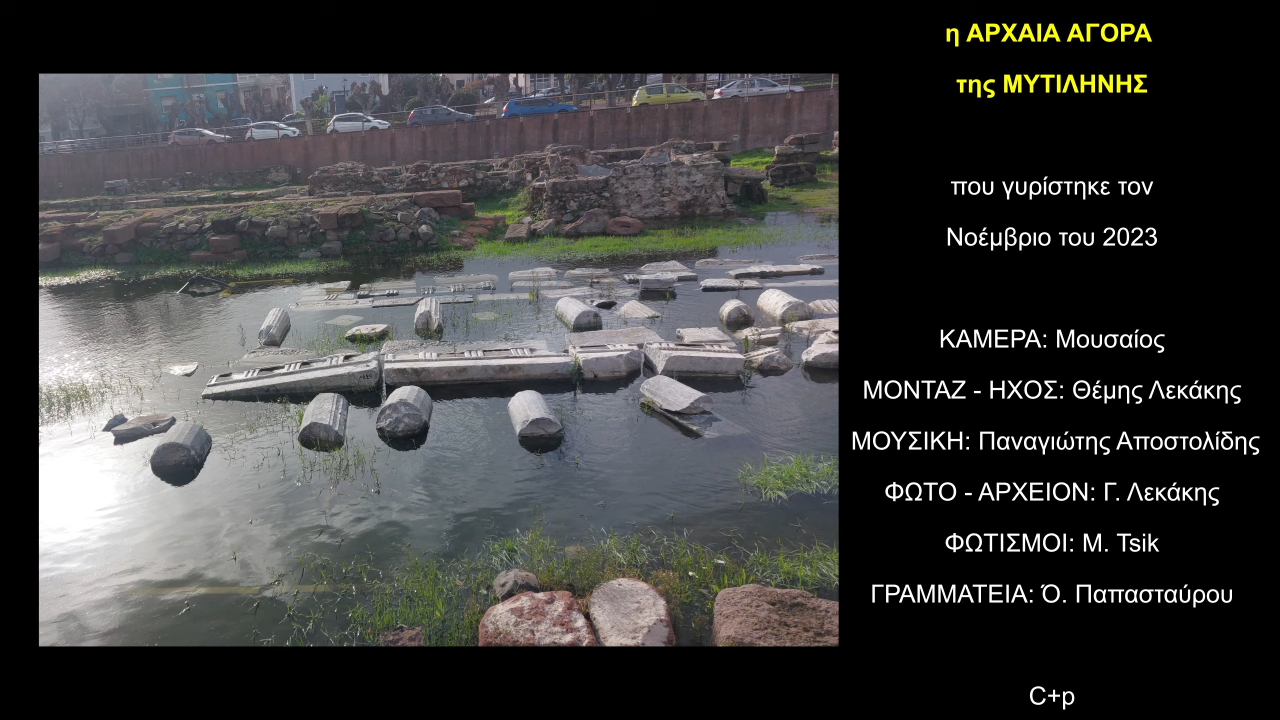 η ΑΡΧΑΙΑ ΑΓΟΡΑ
της ΜΥΤΙΛΗΝΗΣ
που γυρίστηκε τον
Νοέμβριο του 2023
ΚΑΜΕΡΑ: Μουσαίος
ΜΟΝΤΑΖ - ΗΧΟΣ: Θέμης Λεκάκης
ΜΟΥΣΙΚΗ: Παναγιώτης Αποστολίδης
ΦΩΤΟ - ΑΡΧΕΙΟΝ: Γ. Λεκάκης
ΦΩΤΙΣΜΟΙ: Μ. Tsik
ΓΡΑΜΜΑΤΕΙΑ: Ό. Παπασταύρου
C+p